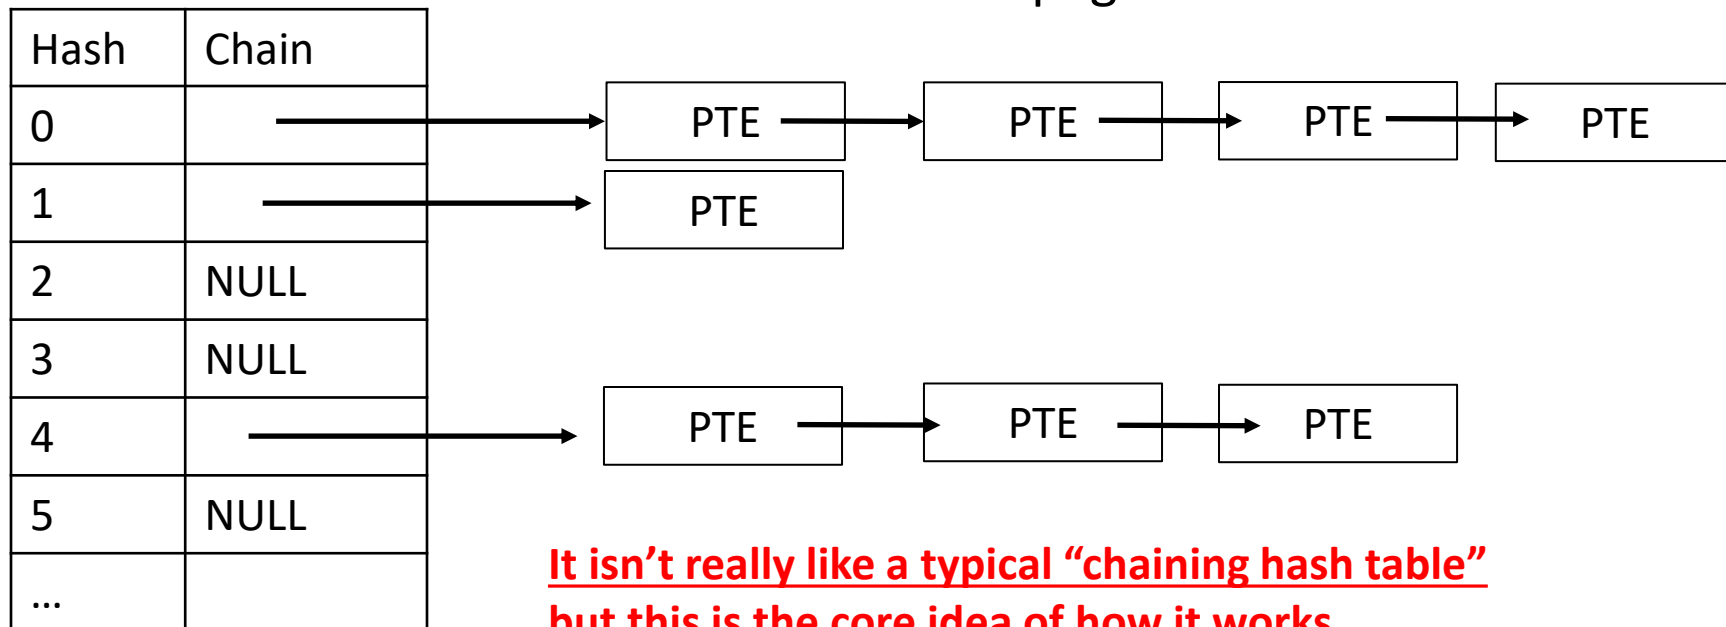 Hash Chain
0 PTE PTE PTE PTE
1 PTE
2 NULL
3 NULL
4 PTE PTE PTE
5 NULL
It isn’t really like a typical “chaining hash table”
...
but this is the core idea of how it works